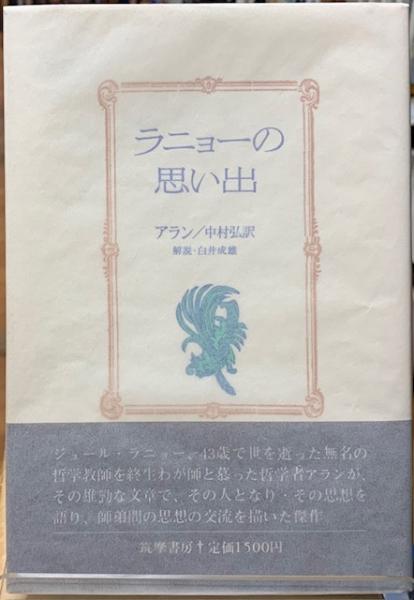 ラニョーの
思い出
アラン／中村弘訳
解説・白井成雄
ジュール・ラニョー、43歳で世を逝った無名の
哲学教師を終生わが師と慕った哲学者アランが、
その雄勁な文章で、その人となり・その思想を
語り、師弟間の思想の交流を描いた傑作
筑摩書房†定価1500円